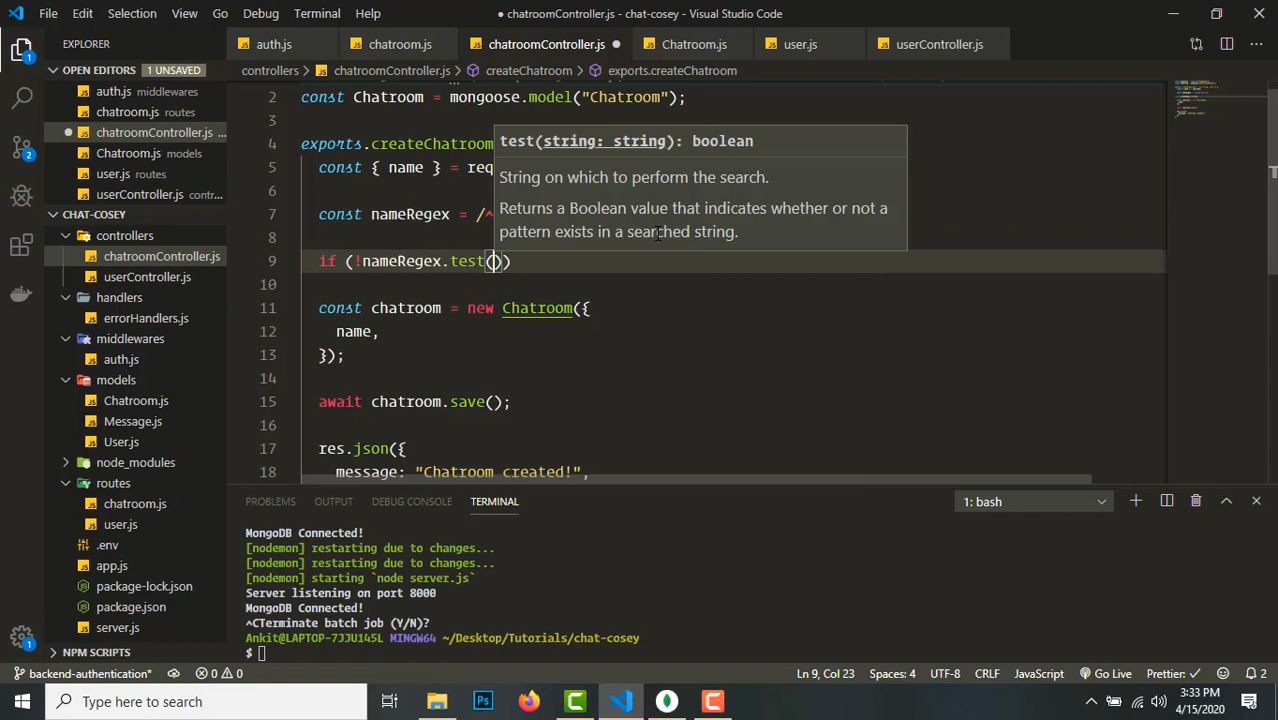 File Edit Selection View Go Debug Terminal Help
● chatroomController.js - chat-cosey - Visual Studio Code
EXPLORER
auth.js
chatroom.js
chatroomController.js ●
Chatroom.js
user.js
userController.js
OPEN EDITORS 1 UNSAVED
controllers > chatroomController.js > createChatroom > exports.createChatroom
auth.js middlewares
chatroom.js routes
● chatroomController.js ...
Chatroom.js models
user.js routes
userController.js ...
CHAT-COSEY
controllers
chatroomController.js
userController.js
handlers
errorHandlers.js
middlewares
auth.js
models
Chatroom.js
Message.js
User.js
node_modules
routes
chatroom.js
user.js
.env
app.js
package-lock.json
package.json
server.js
NPM SCRIPTS
2 const Chatroom = mongoose.model("Chatroom");
3
4 exports.createChatroom
5 const { name } = req
6
7 const nameRegex = /^
8
9 if (!nameRegex.test())
10
11 const chatroom = new Chatroom({
12 name,
13 });
14
15 await chatroom.save();
16
17 res.json({
18 message: "Chatroom created!",
test(string: string): boolean
String on which to perform the search.
Returns a Boolean value that indicates whether or not a
pattern exists in a searched string.
PROBLEMS OUTPUT DEBUG CONSOLE TERMINAL
1: bash
MongoDB Connected!
[nodemon] restarting due to changes...
[nodemon] restarting due to changes...
[nodemon] starting `node server.js`
Server listening on port 8000
MongoDB Connected!
^CTerminate batch job (Y/N)?
Ankit@LAPTOP-7JJU145L MINGW64 ~/Desktop/Tutorials/chat-cosey
$
backend-authentication* 0 0 Ln 9, Col 23 Spaces: 4 UTF-8 CRLF JavaScript Go Live Prettier: ✓ 2
Type here to search
3:33 PM
4/15/2020